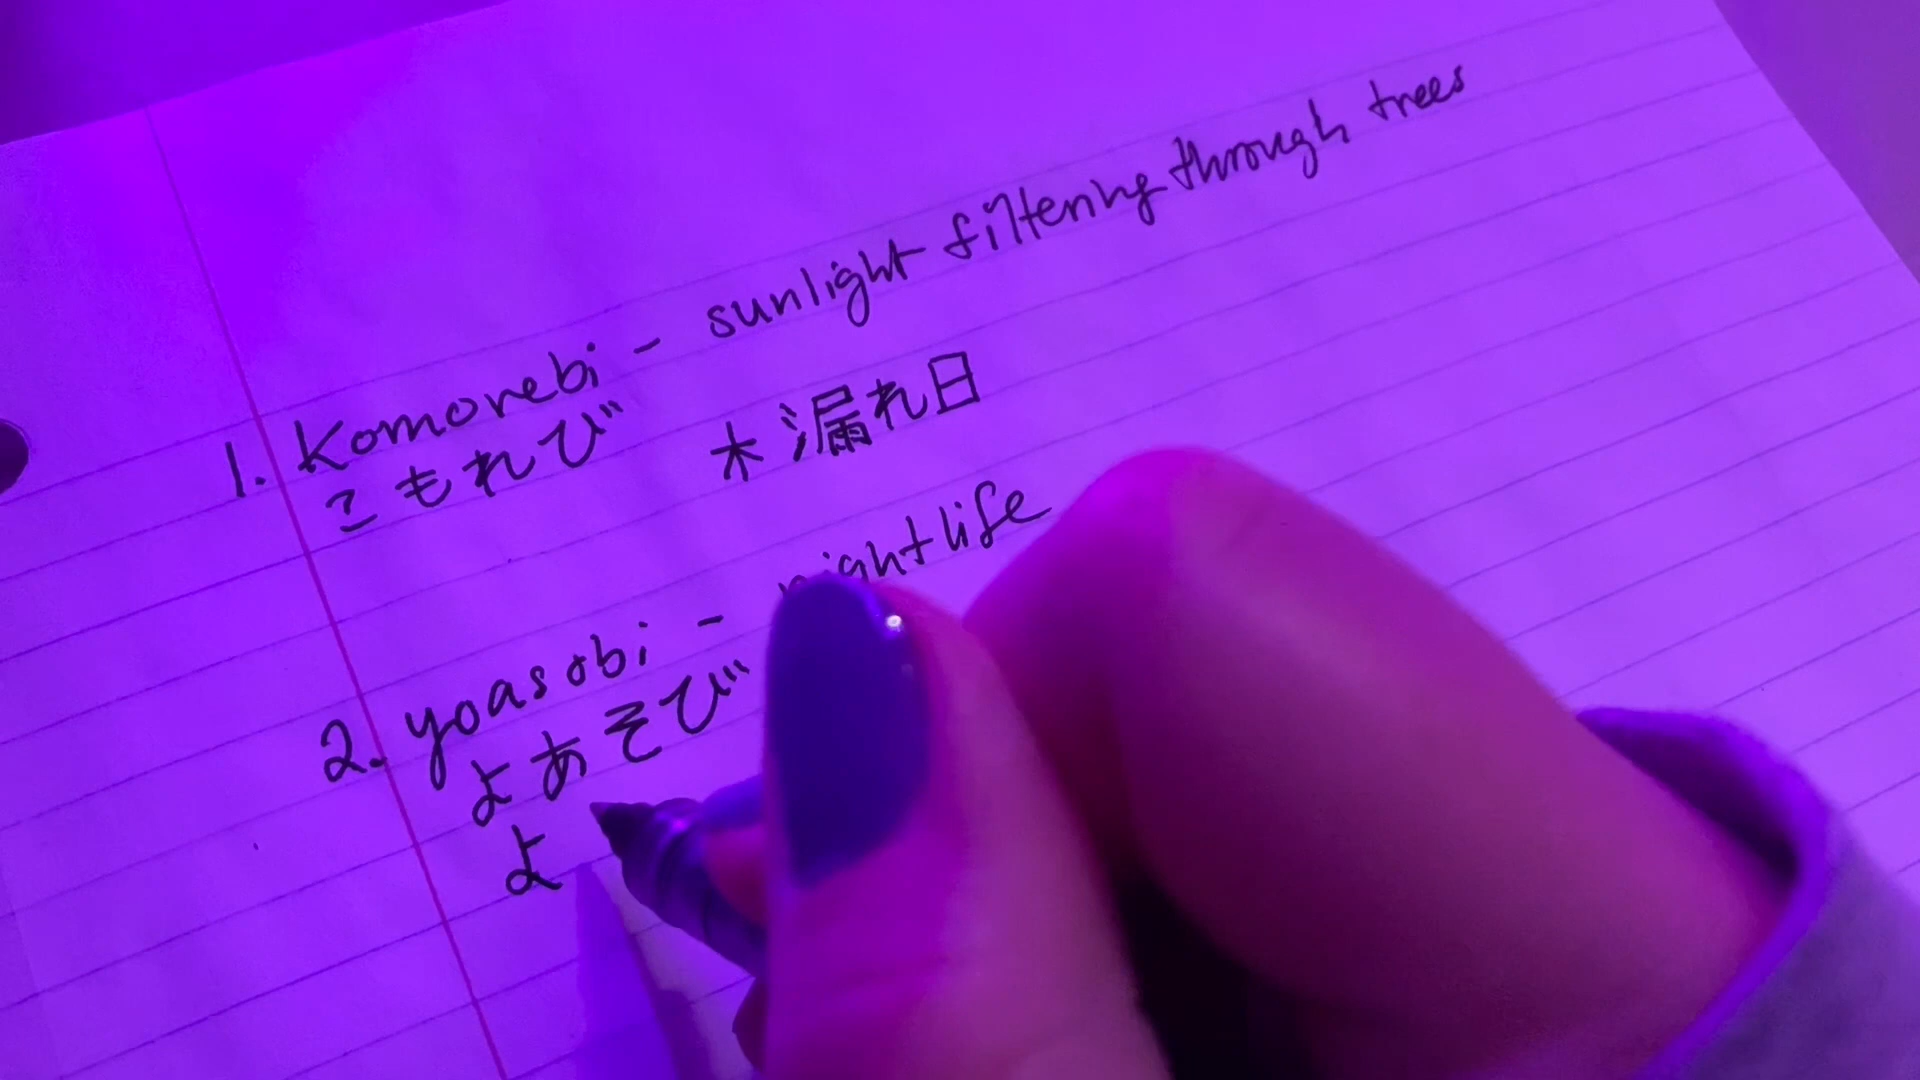 1. Komorebi - sunlight filtering through trees
こもれび 木漏れ日
2. yoasobi - nightlife
よあそび
よ